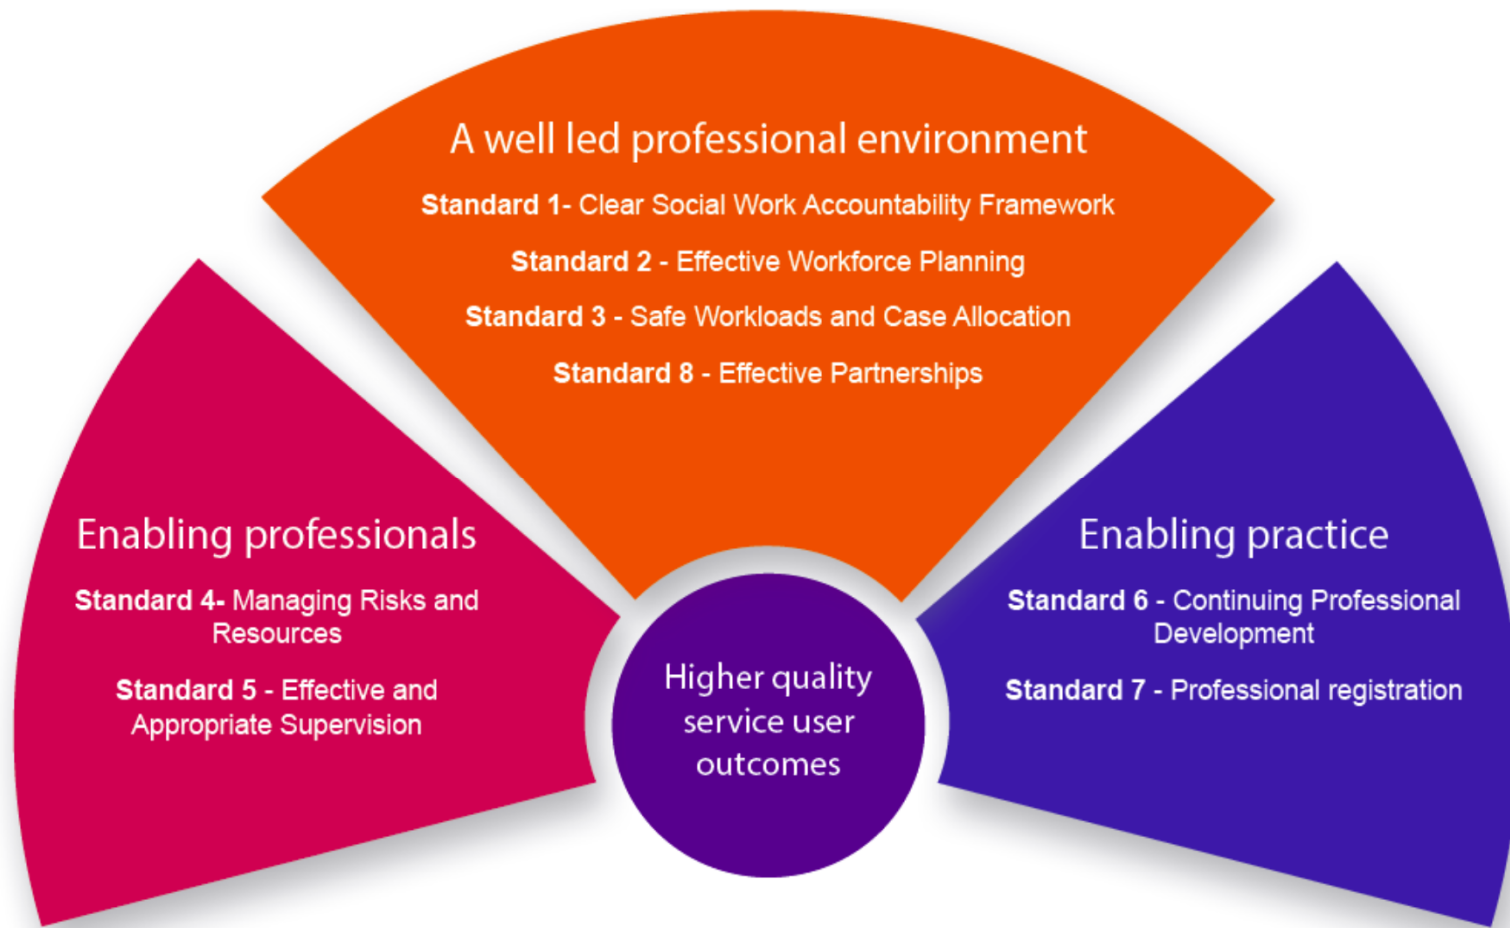 A well led professional environment
Standard 1- Clear Social Work Accountability Framework
Standard 2 - Effective Workforce Planning
Standard 3 - Safe Workloads and Case Allocation
Standard 8 - Effective Partnerships
Enabling professionals
Standard 4- Managing Risks and
Resources
Standard 5 - Effective and
Appropriate Supervision
Higher quality
service user
outcomes
Enabling practice
Standard 6 - Continuing Professional
Development
Standard 7 - Professional registration